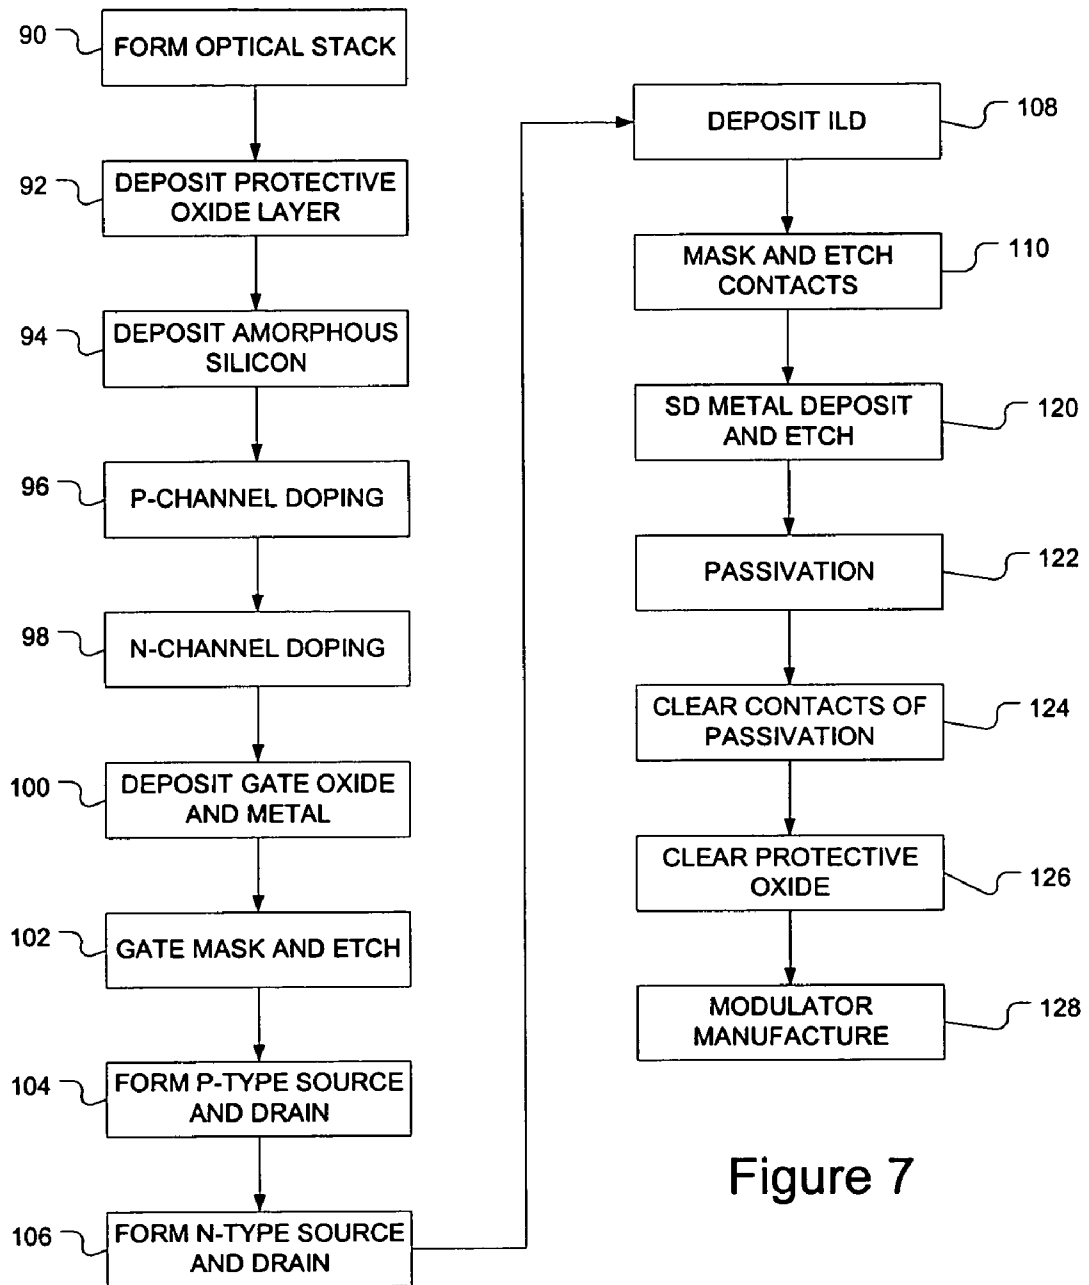 90
FORM OPTICAL STACK
92
DEPOSIT PROTECTIVE
OXIDE LAYER
94
DEPOSIT AMORPHOUS
SILICON
96
P-CHANNEL DOPING
98
N-CHANNEL DOPING
100
DEPOSIT GATE OXIDE
AND METAL
102
GATE MASK AND ETCH
104
FORM P-TYPE SOURCE
AND DRAIN
106
FORM N-TYPE SOURCE
AND DRAIN
DEPOSIT ILD
108
MASK AND ETCH
CONTACTS
110
SD METAL DEPOSIT
AND ETCH
120
PASSIVATION
122
CLEAR CONTACTS OF
PASSIVATION
124
CLEAR PROTECTIVE
OXIDE
126
MODULATOR
MANUFACTURE
128
Figure 7